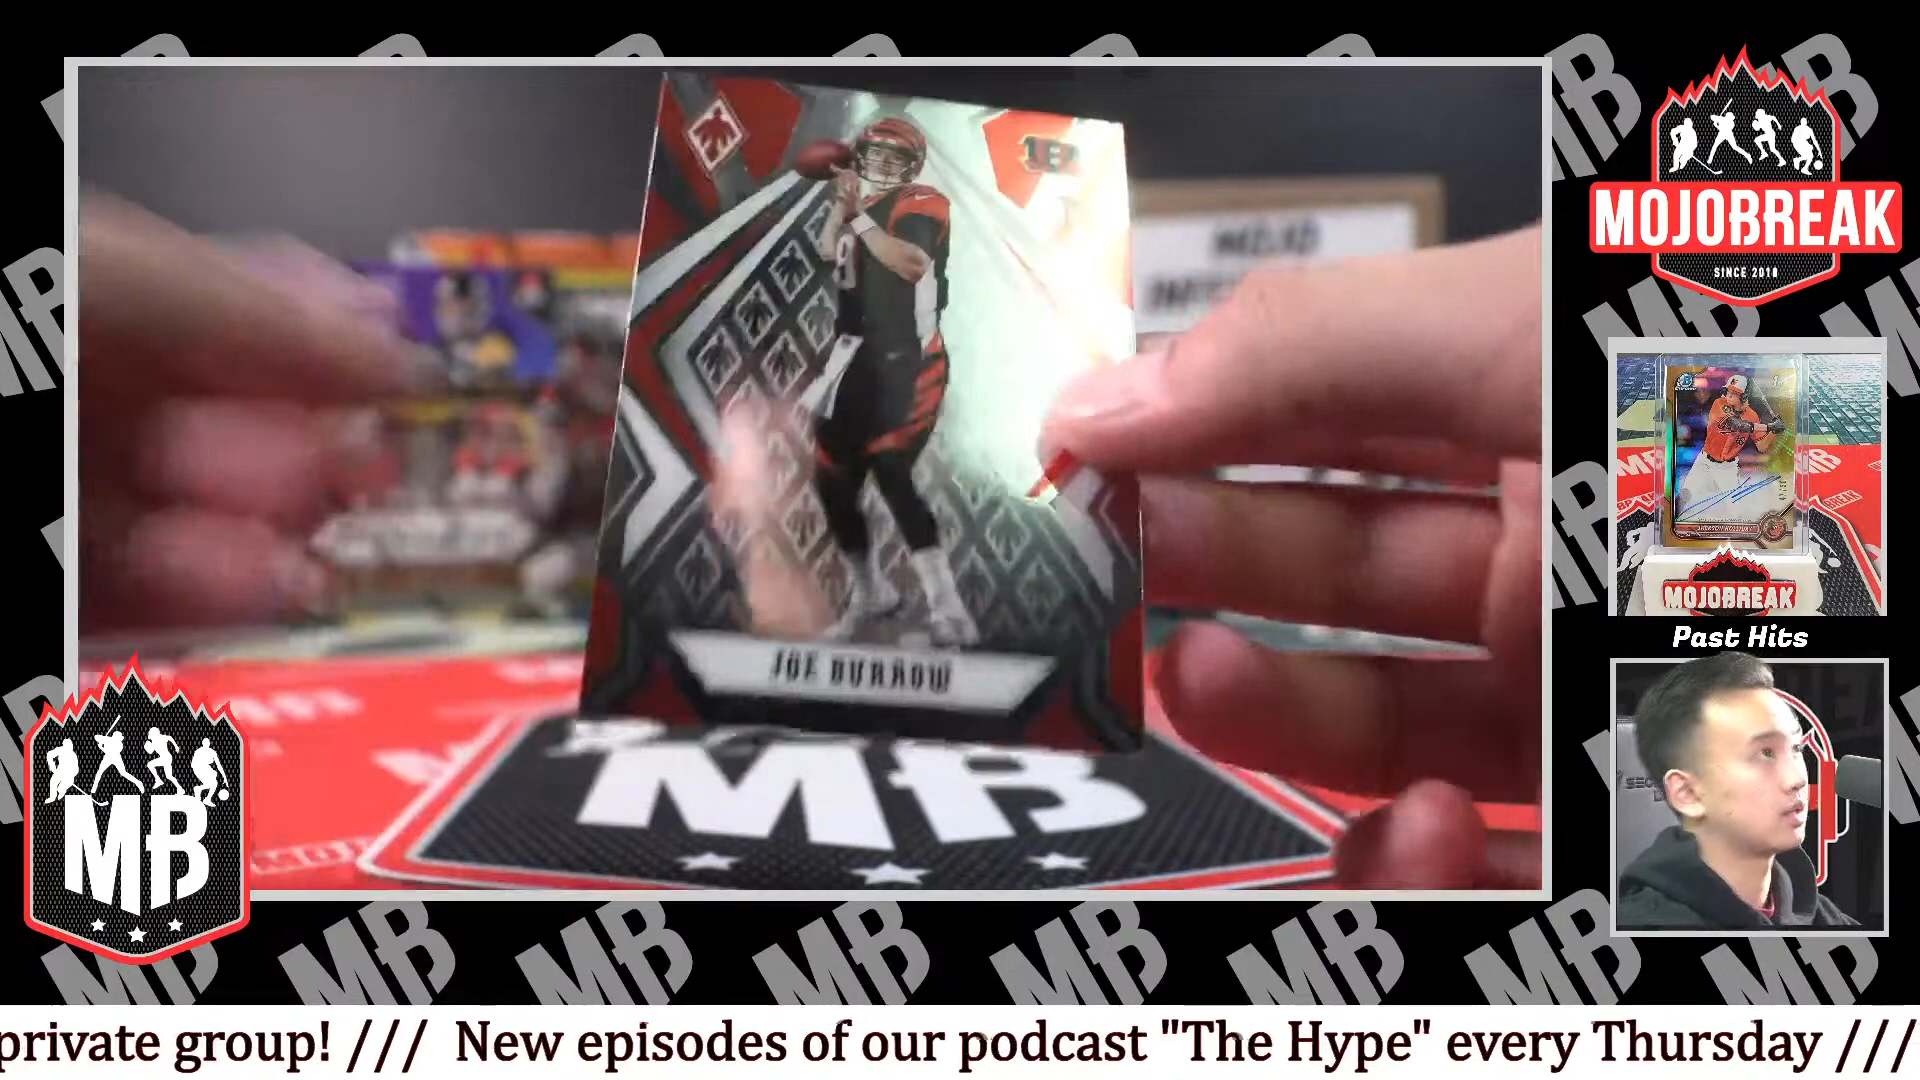 MOJOBREAK
SINCE 2010
JOE BURROW
MB
MB
MOJOBREAK
Past Hits
private group! /// New episodes of our podcast "The Hype" every Thursday ///